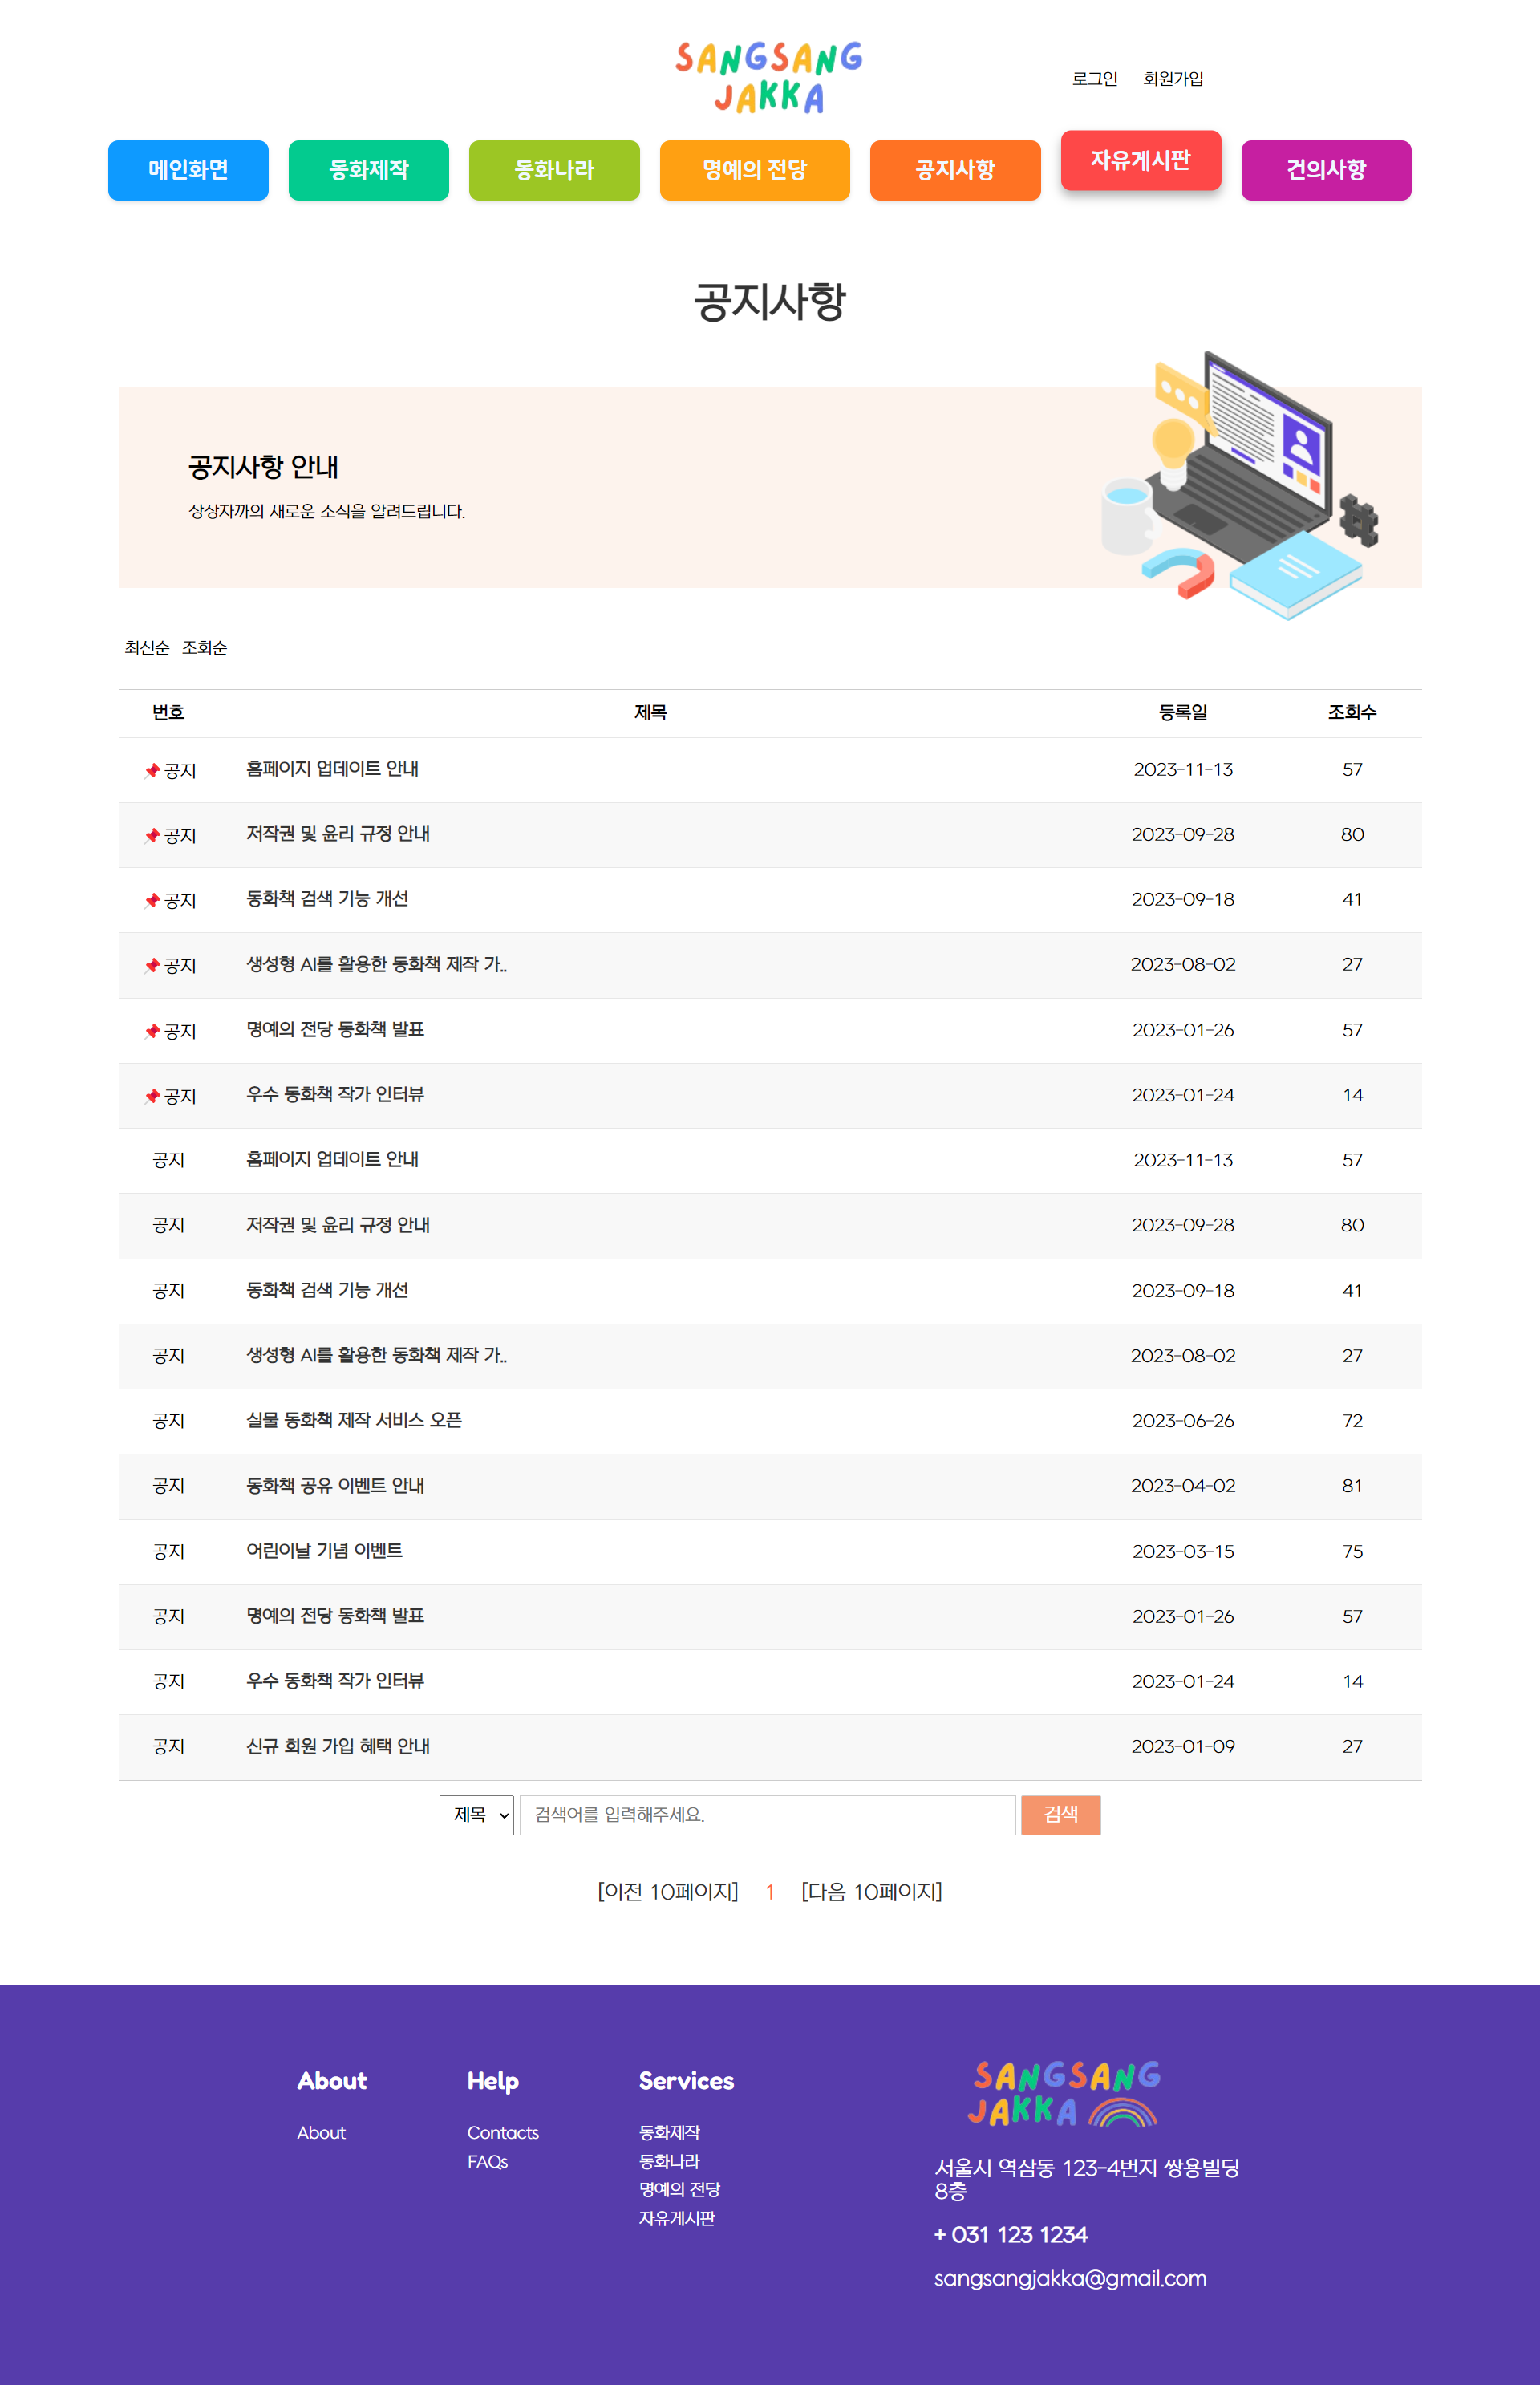 SANGSANG
JAKKA
로그인 회원가입
메인화면 동화제작 동화나라 명예의 전당 공지사항 자유게시판 건의사항
공지사항
공지사항 안내
상상자까의 새로운 소식을 알려드립니다.
최신순 조회순
번호 제목 등록일 조회수
📌공지 홈페이지 업데이트 안내 2023-11-13 57
📌공지 저작권 및 윤리 규정 안내 2023-09-28 80
📌공지 동화책 검색 기능 개선 2023-09-18 41
📌공지 생성형 AI를 활용한 동화책 제작 가.. 2023-08-02 27
📌공지 명예의 전당 동화책 발표 2023-01-26 57
📌공지 우수 동화책 작가 인터뷰 2023-01-24 14
공지 홈페이지 업데이트 안내 2023-11-13 57
공지 저작권 및 윤리 규정 안내 2023-09-28 80
공지 동화책 검색 기능 개선 2023-09-18 41
공지 생성형 AI를 활용한 동화책 제작 가.. 2023-08-02 27
공지 실물 동화책 제작 서비스 오픈 2023-06-26 72
공지 동화책 공유 이벤트 안내 2023-04-02 81
공지 어린이날 기념 이벤트 2023-03-15 75
공지 명예의 전당 동화책 발표 2023-01-26 57
공지 우수 동화책 작가 인터뷰 2023-01-24 14
공지 신규 회원 가입 혜택 안내 2023-01-09 27
제목 검색어를 입력해주세요. 검색
[이전 10페이지] 1 [다음 10페이지]
About
About
Help
Contacts
FAQs
Services
동화제작
동화나라
명예의 전당
자유게시판
SANGSANG
JAKKA
서울시 역삼동 123-4번지 쌍용빌딩
8층
+ 031 123 1234
sangsangjakka@gmail.com